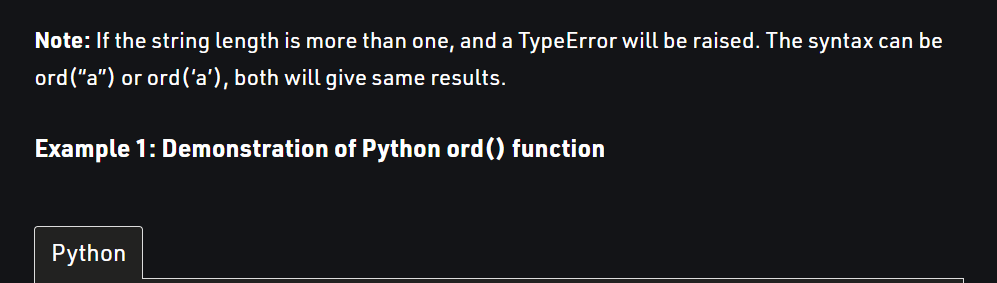 Note: If the string length is more than one, and a TypeError will be raised. The syntax can be
ord(“a”) or ord(‘a’), both will give same results.
Example 1: Demonstration of Python ord() function
Python